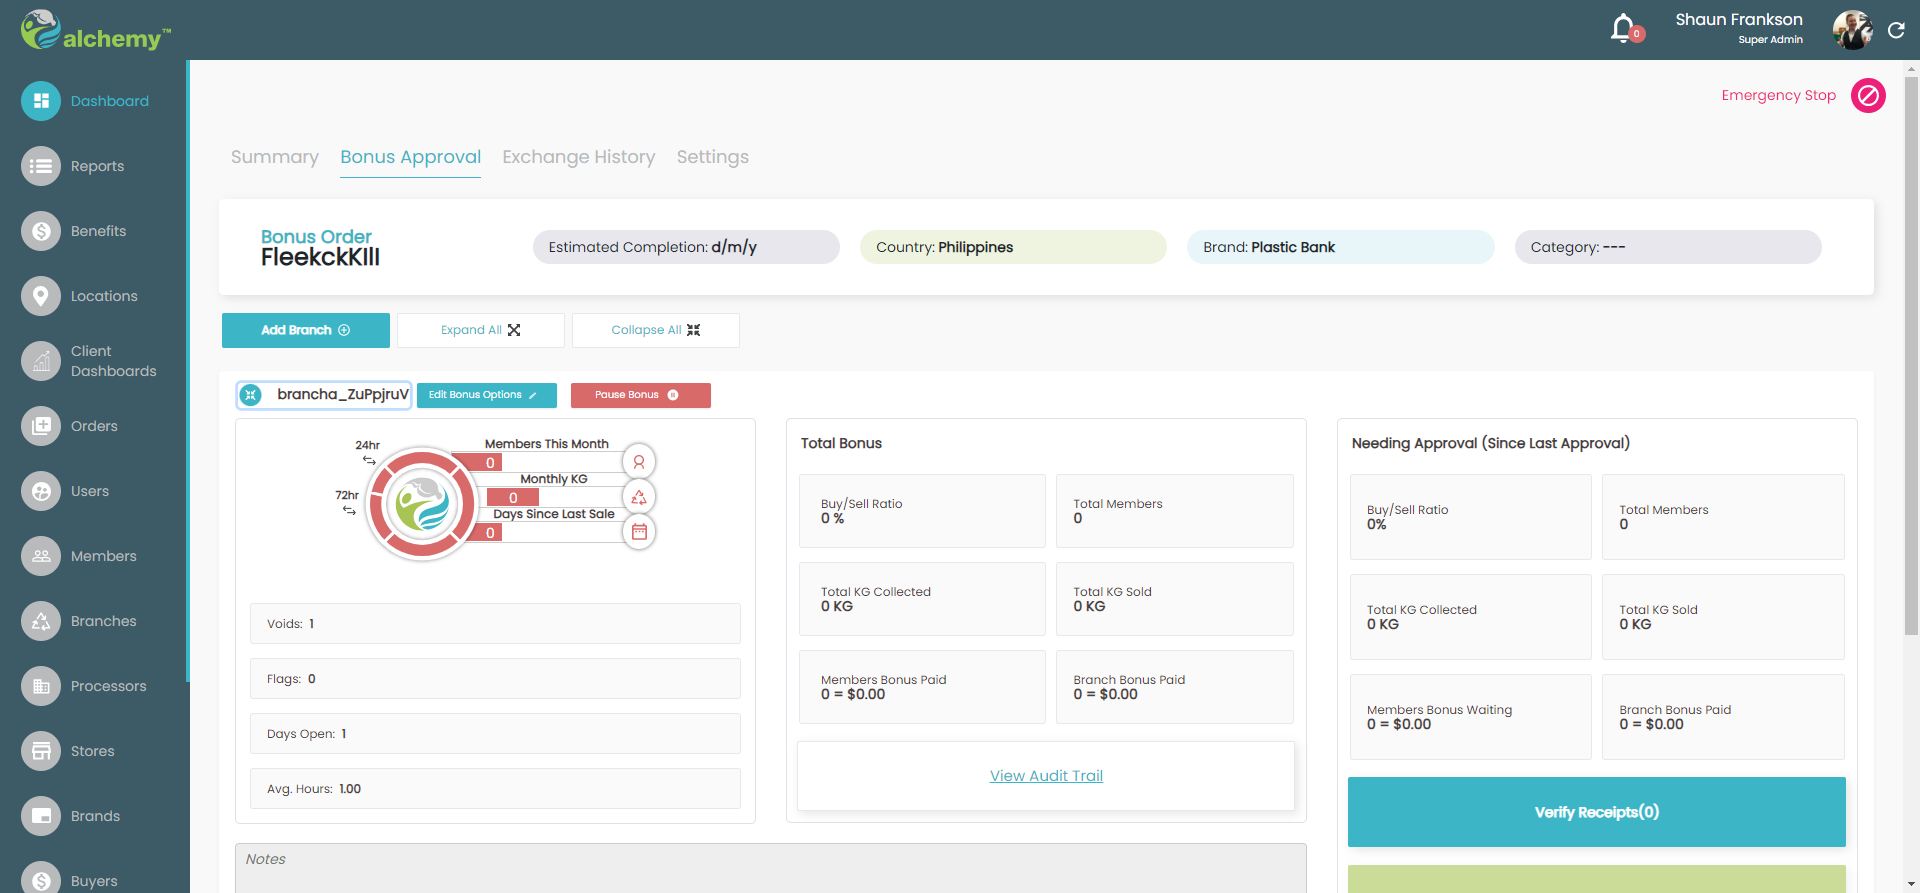 alchemy™
0
Shaun Frankson
Super Admin
Dashboard
Reports
Benefits
Locations
Client
Dashboards
Orders
Users
Members
Branches
Processors
Stores
Brands
Buyers
Emergency Stop
Summary
Bonus Approval
Exchange History
Settings
Bonus Order
FleekckKIll
Estimated Completion: d/m/y
Country: Philippines
Brand: Plastic Bank
Category: ---
Add Branch
Expand All
Collapse All
brancha_ZuPpjruV
Edit Bonus Options
Pause Bonus
24hr
72hr
Members This Month
0
Monthly KG
0
Days Since Last Sale
0
Voids: 1
Flags: 0
Days Open: 1
Avg. Hours: 1.00
Total Bonus
Buy/Sell Ratio
0 %
Total Members
0
Total KG Collected
0 KG
Total KG Sold
0 KG
Members Bonus Paid
0 = $0.00
Branch Bonus Paid
0 = $0.00
View Audit Trail
Needing Approval (Since Last Approval)
Buy/Sell Ratio
0%
Total Members
0
Total KG Collected
0 KG
Total KG Sold
0 KG
Members Bonus Waiting
0 = $0.00
Branch Bonus Paid
0 = $0.00
Verify Receipts(0)
Notes